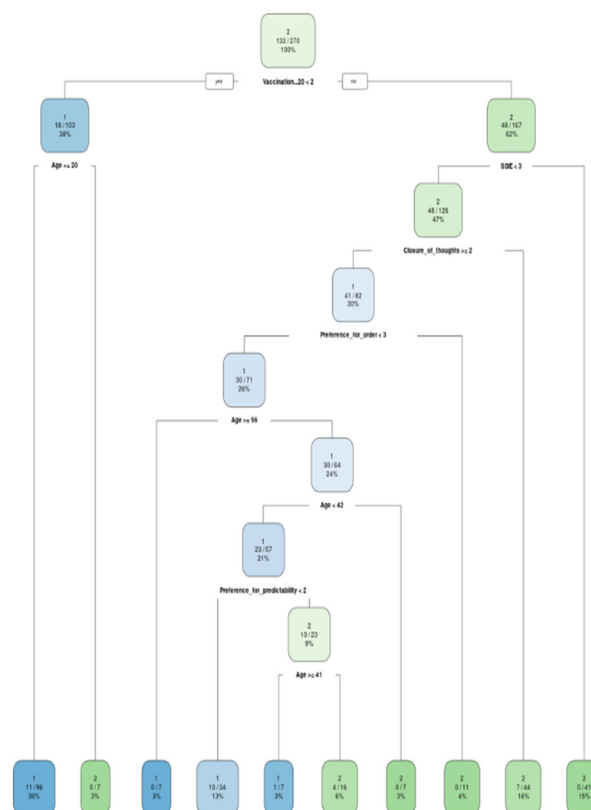 2
133 / 270
100%
yes
Vaccination...20 < 2
no
1
18 / 103
38%
2
48 / 167
62%
Age >= 20
SGIE < 3
2
48 / 126
47%
Closure_of_thoughts >= 2
1
41 / 82
30%
Preference_for_order < 3
1
30 / 71
26%
Age >= 56
1
30 / 64
24%
Age < 42
1
23 / 57
21%
Preference_for_predictability < 2
2
10 / 23
9%
Age >= 41
1
11 / 96
36%
2
0 / 7
3%
1
0 / 7
3%
1
10 / 34
13%
1
1 / 7
3%
2
4 / 16
6%
2
0 / 7
3%
2
0 / 11
4%
2
7 / 44
16%
2
0 / 41
15%